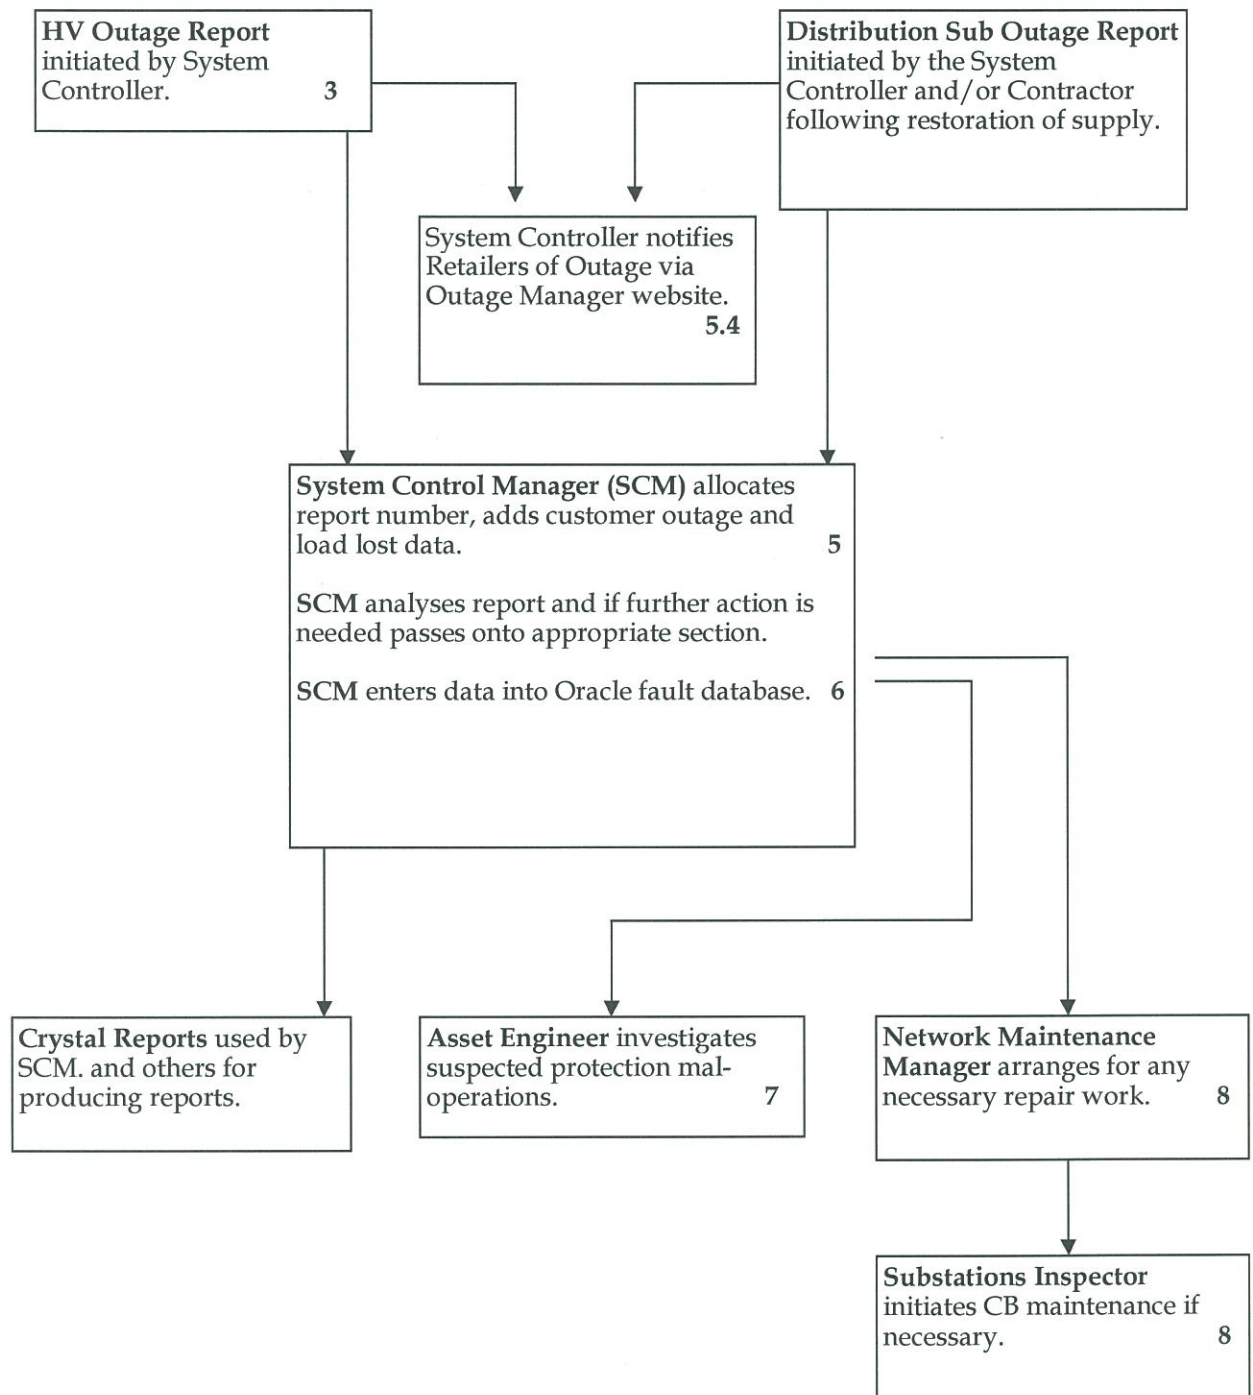 HV Outage Report
initiated by System
Controller. 3
Distribution Sub Outage Report
initiated by the System
Controller and/or Contractor
following restoration of supply.
System Controller notifies
Retailers of Outage via
Outage Manager website.
5.4
System Control Manager (SCM) allocates
report number, adds customer outage and
load lost data. 5
SCM analyses report and if further action is
needed passes onto appropriate section.
SCM enters data into Oracle fault database. 6
Crystal Reports used by
SCM. and others for
producing reports.
Asset Engineer investigates
suspected protection mal-
operations. 7
Network Maintenance
Manager arranges for any
necessary repair work. 8
Substations Inspector
initiates CB maintenance if
necessary. 8